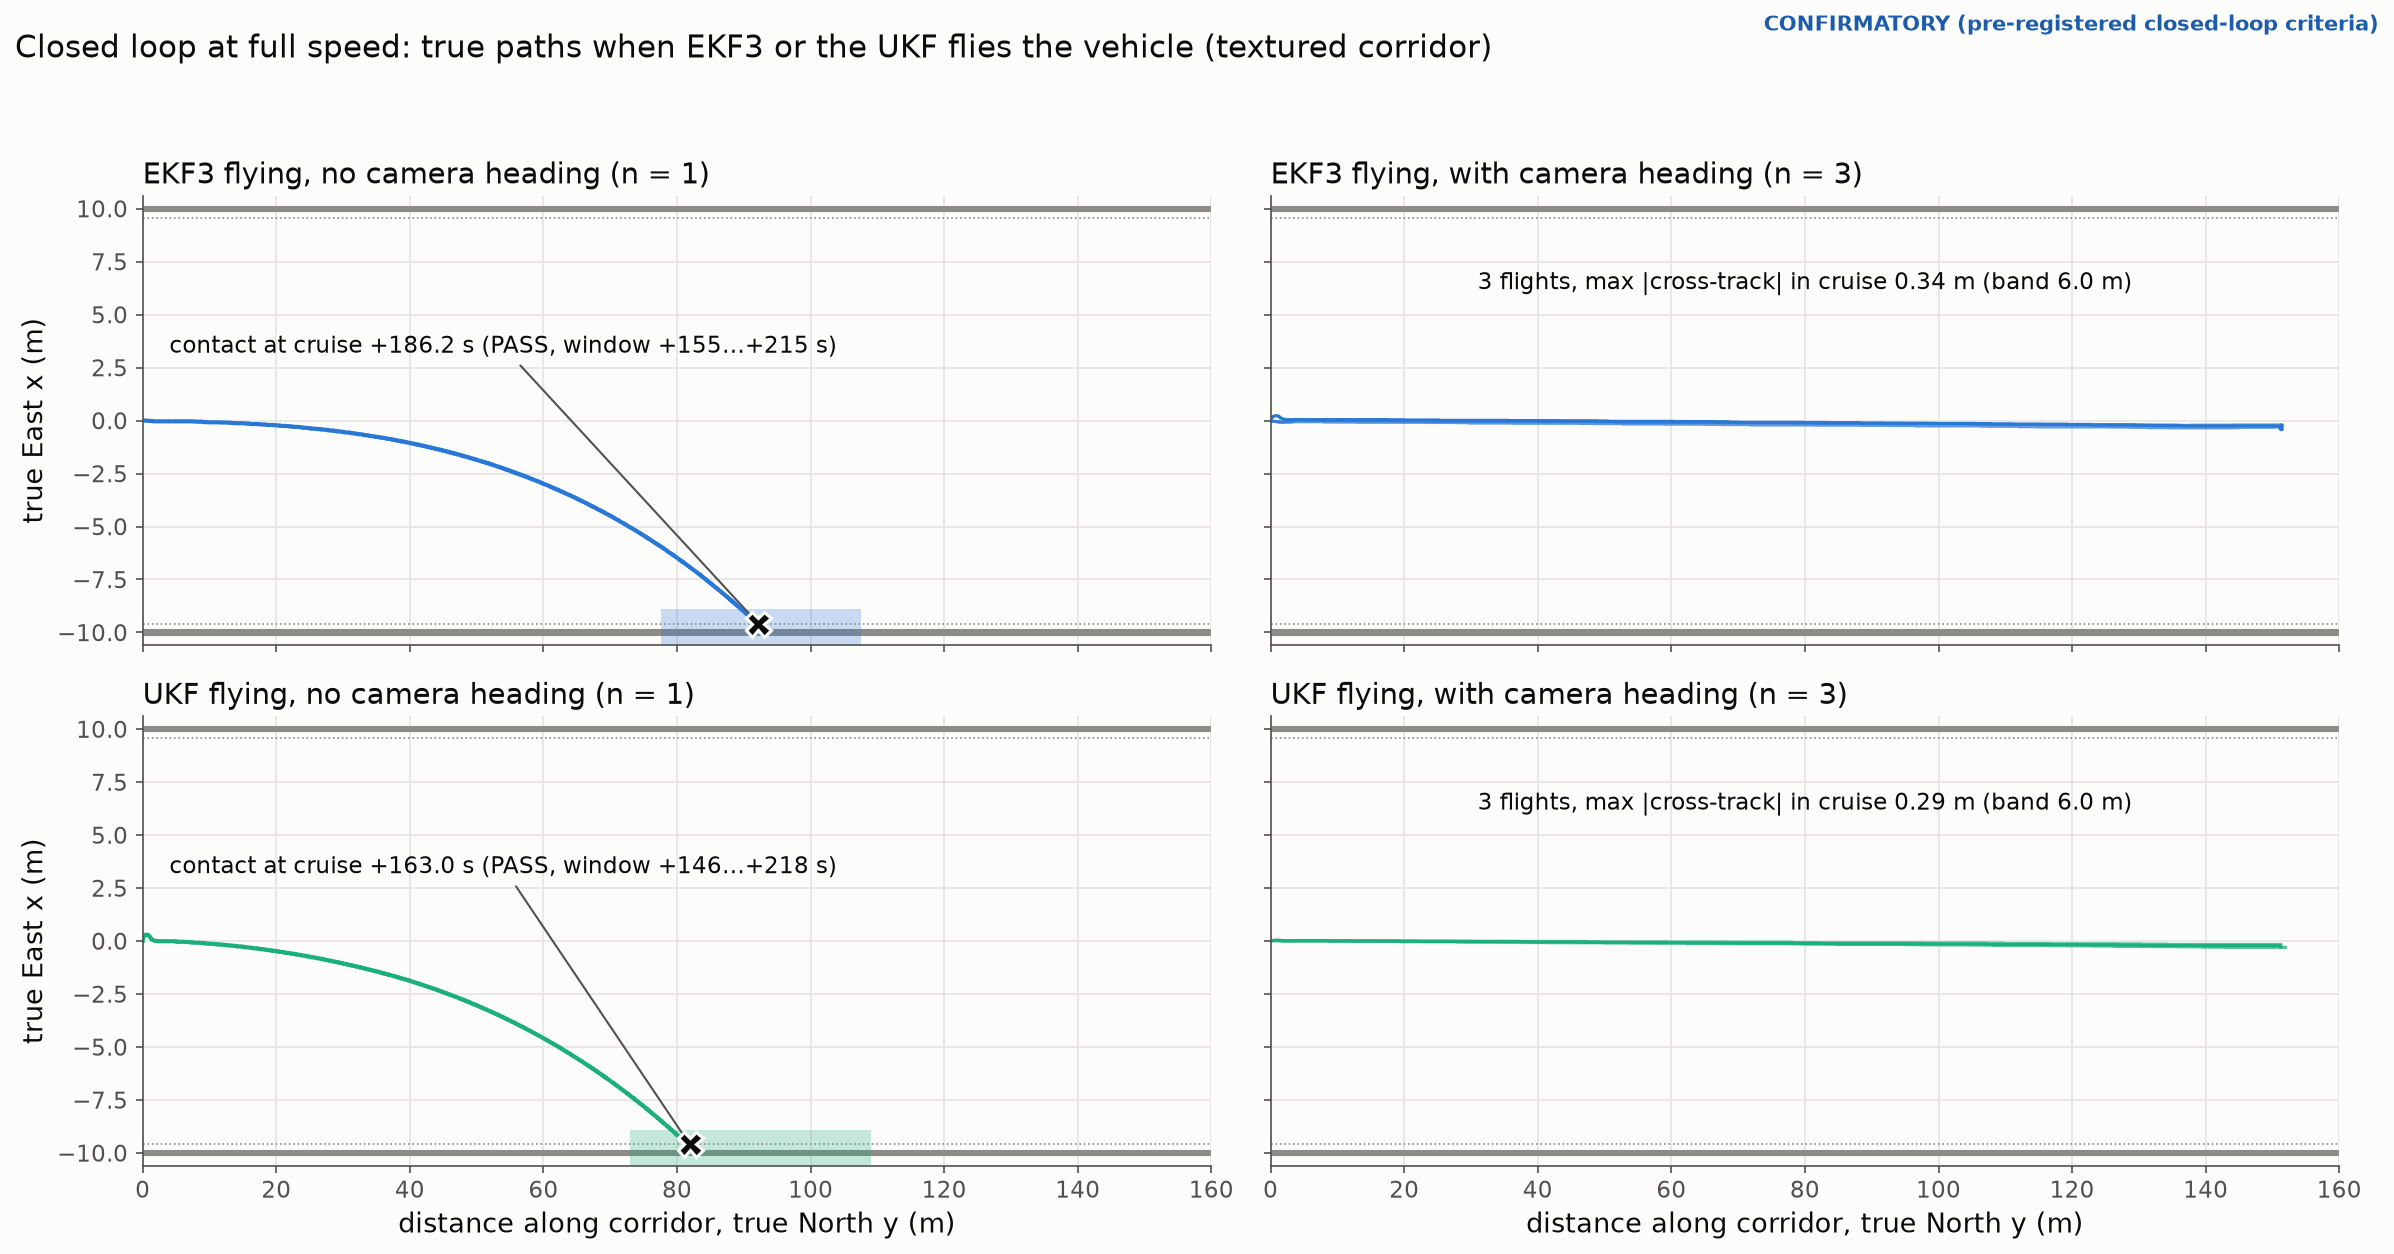 CONFIRMATORY (pre-registered closed-loop criteria)
Closed loop at full speed: true paths when EKF3 or the UKF flies the vehicle (textured corridor)
EKF3 flying, no camera heading (n = 1)
10.0
7.5
5.0
2.5
0.0
−2.5
−5.0
−7.5
−10.0
true East x (m)
contact at cruise +186.2 s (PASS, window +155...+215 s)
EKF3 flying, with camera heading (n = 3)
3 flights, max |cross-track| in cruise 0.34 m (band 6.0 m)
UKF flying, no camera heading (n = 1)
10.0
7.5
5.0
2.5
0.0
−2.5
−5.0
−7.5
−10.0
true East x (m)
contact at cruise +163.0 s (PASS, window +146...+218 s)
0 20 40 60 80 100 120 140 160
distance along corridor, true North y (m)
UKF flying, with camera heading (n = 3)
3 flights, max |cross-track| in cruise 0.29 m (band 6.0 m)
0 20 40 60 80 100 120 140 160
distance along corridor, true North y (m)